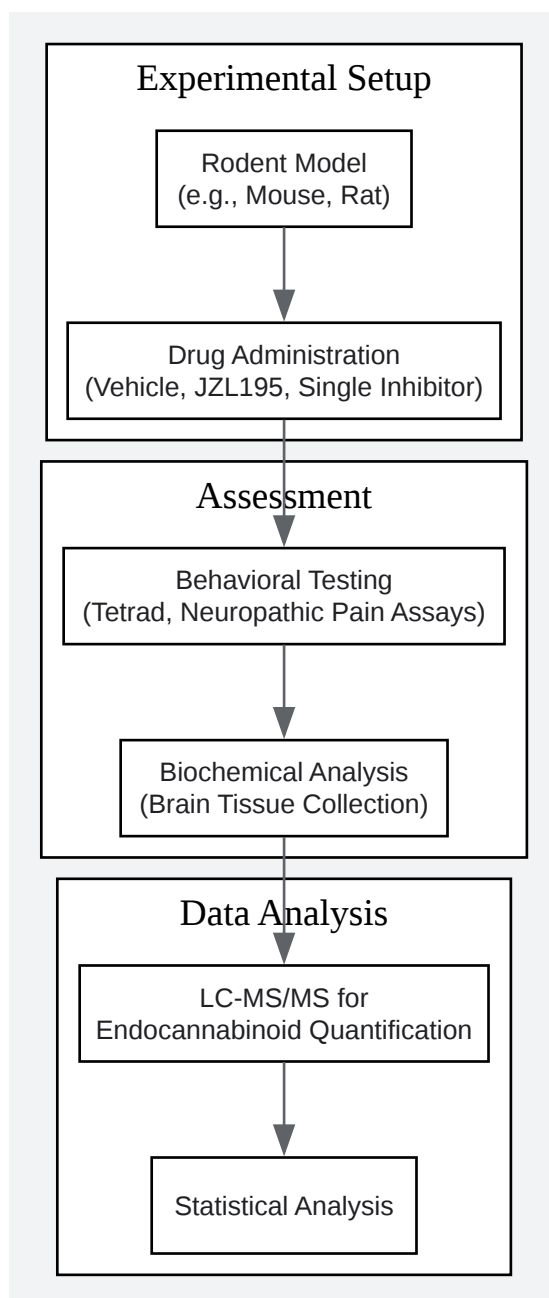 Experimental Setup
Rodent Model
(e.g., Mouse, Rat)
Drug Administration
(Vehicle, JZL195, Single Inhibitor)
Assessment
Behavioral Testing
(Tetrad, Neuropathic Pain Assays)
Biochemical Analysis
(Brain Tissue Collection)
Data Analysis
LC-MS/MS for
Endocannabinoid Quantification
Statistical Analysis